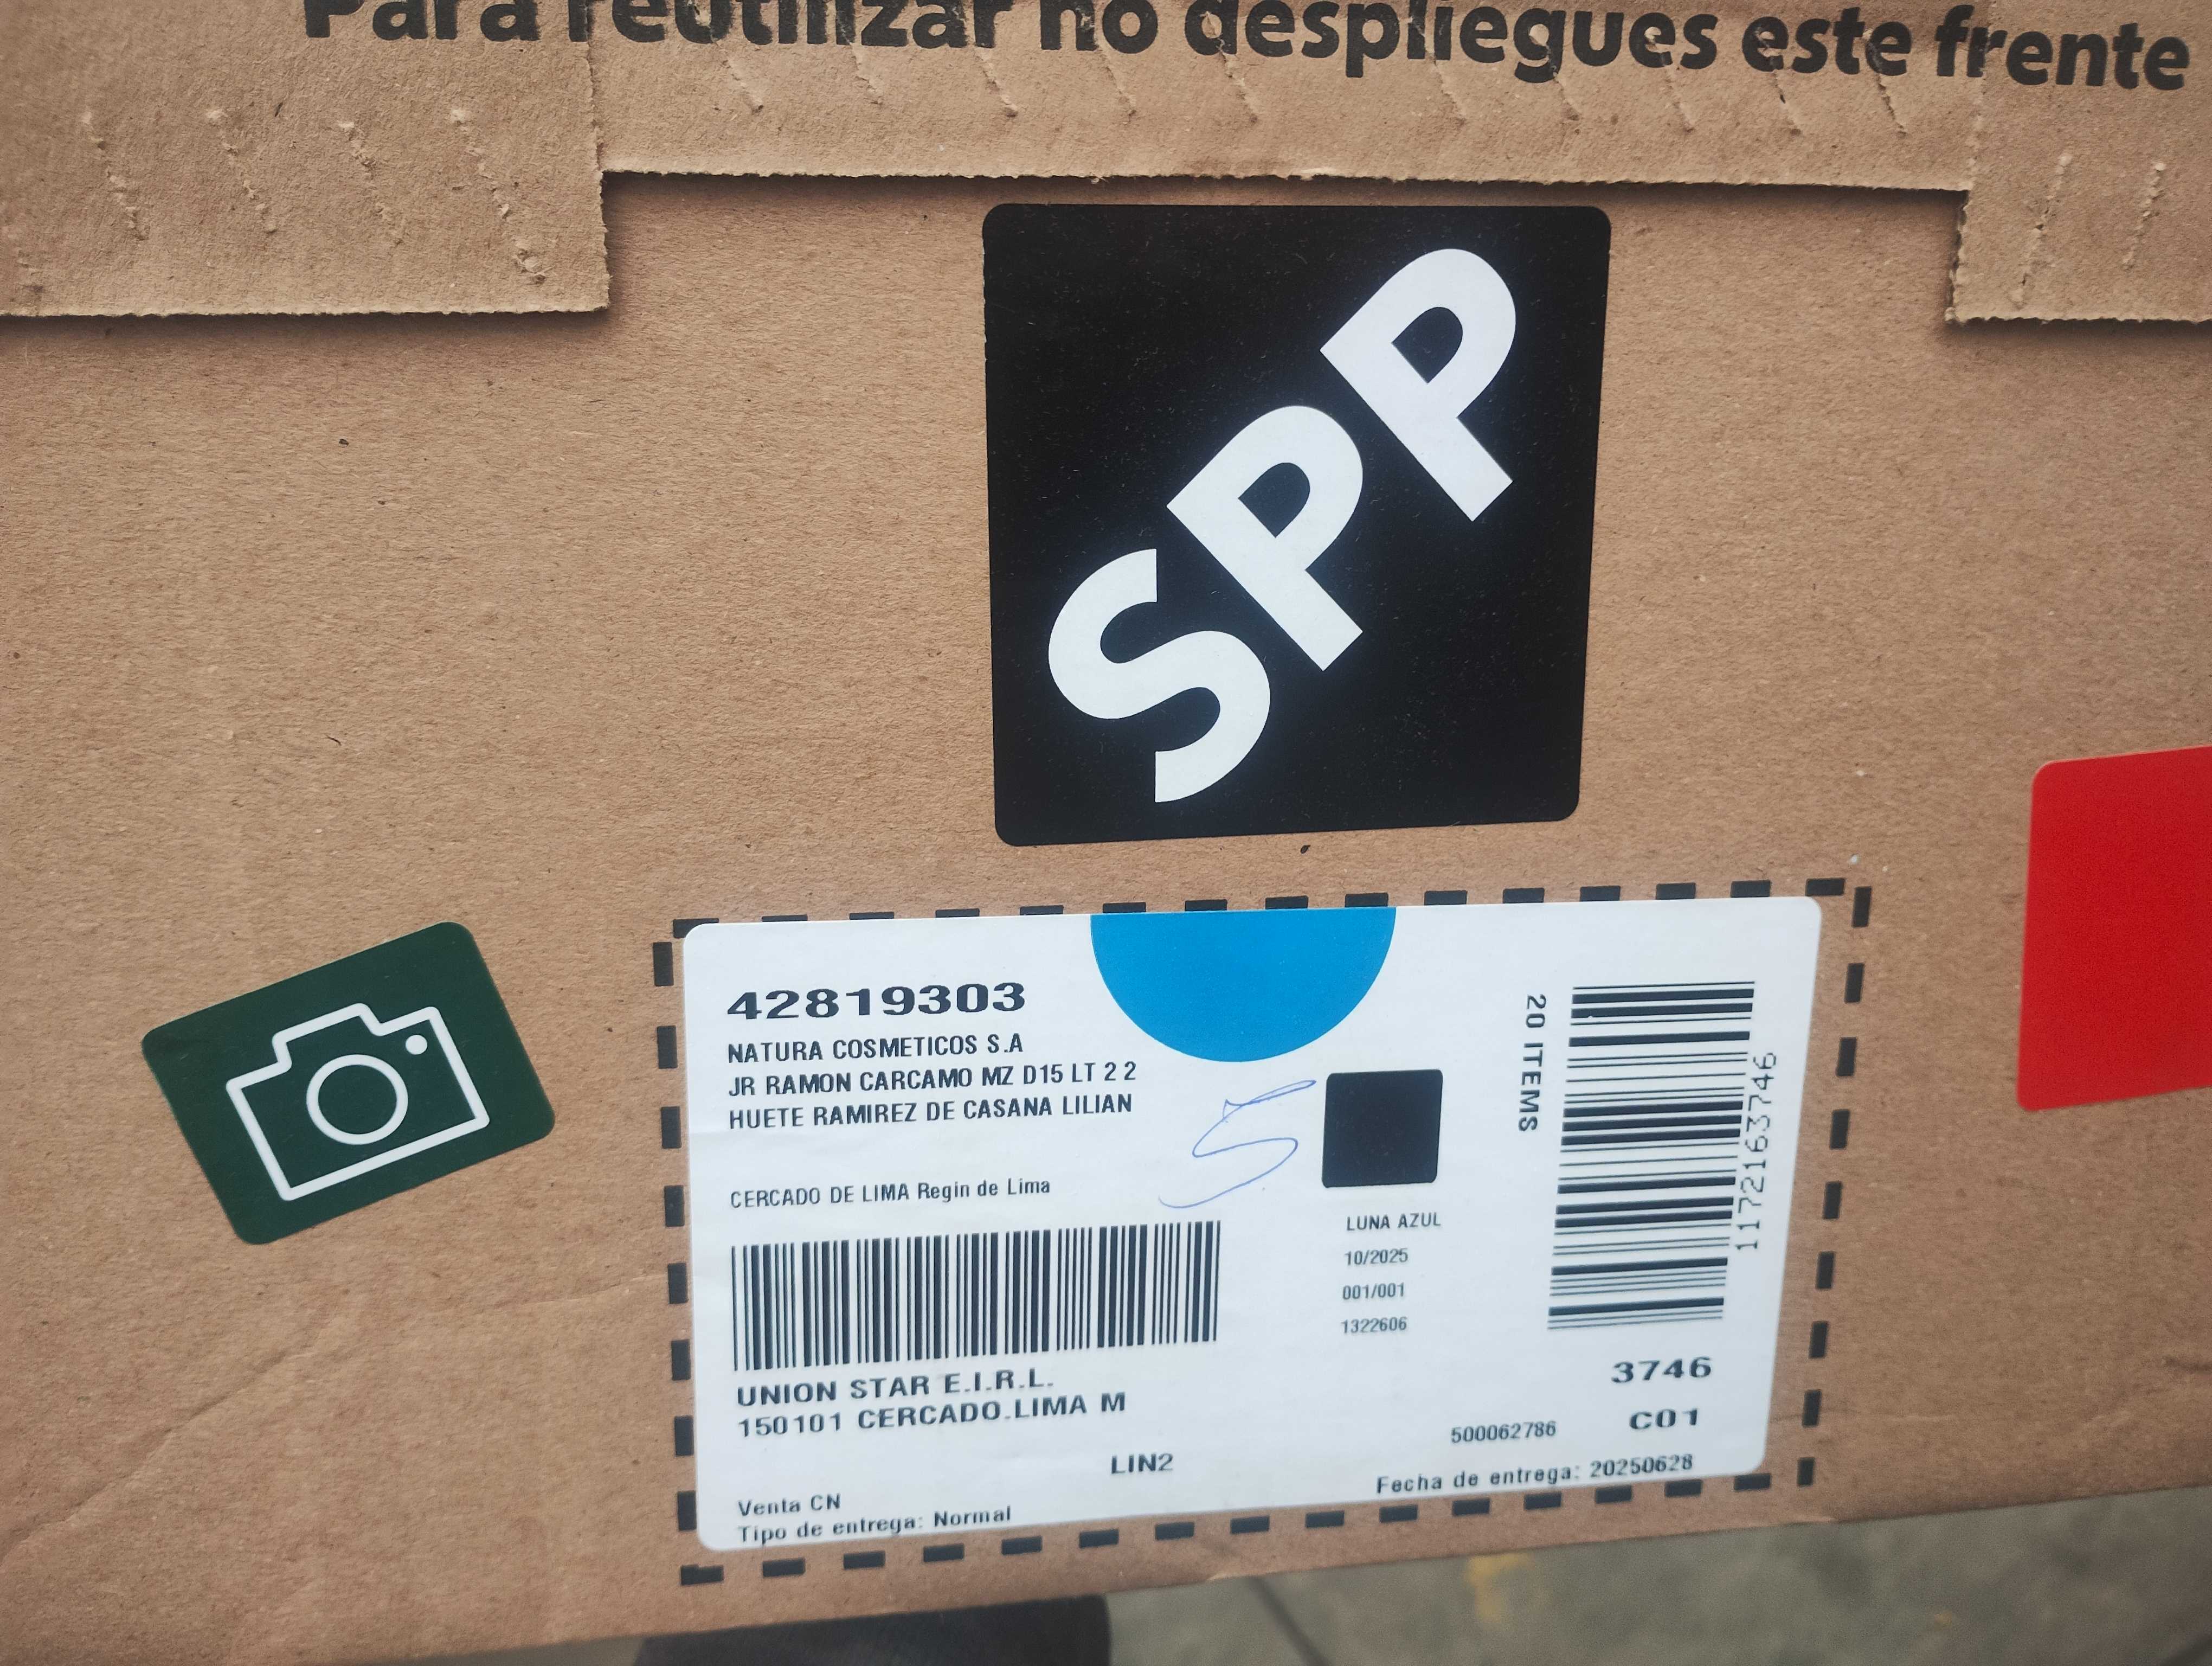 Para reutilizar no despliegues este frente
SPP
42819303
NATURA COSMETICOS S.A
JR RAMON CARCAMO MZ D15 LT 2 2
HUETE RAMIREZ DE CASANA LILIAN
5
CERCADO DE LIMA Regin de Lima
LUNA AZUL
10/2025
001/001
1322606
20 ITEMS
1172163746
UNION STAR E.I.R.L.
150101 CERCADO.LIMA M
3746
C01
500062786
LIN2
Fecha de entrega: 20250628
Venta CN
Tipo de entrega: Normal